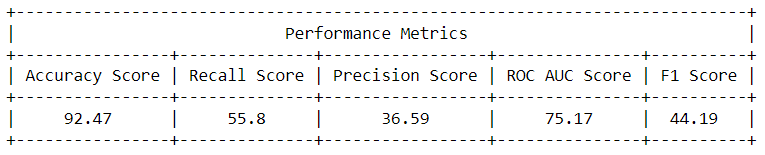 Performance Metrics
Accuracy Score | Recall Score | Precision Score | ROC AUC Score | F1 Score
92.47 | 55.8 | 36.59 | 75.17 | 44.19